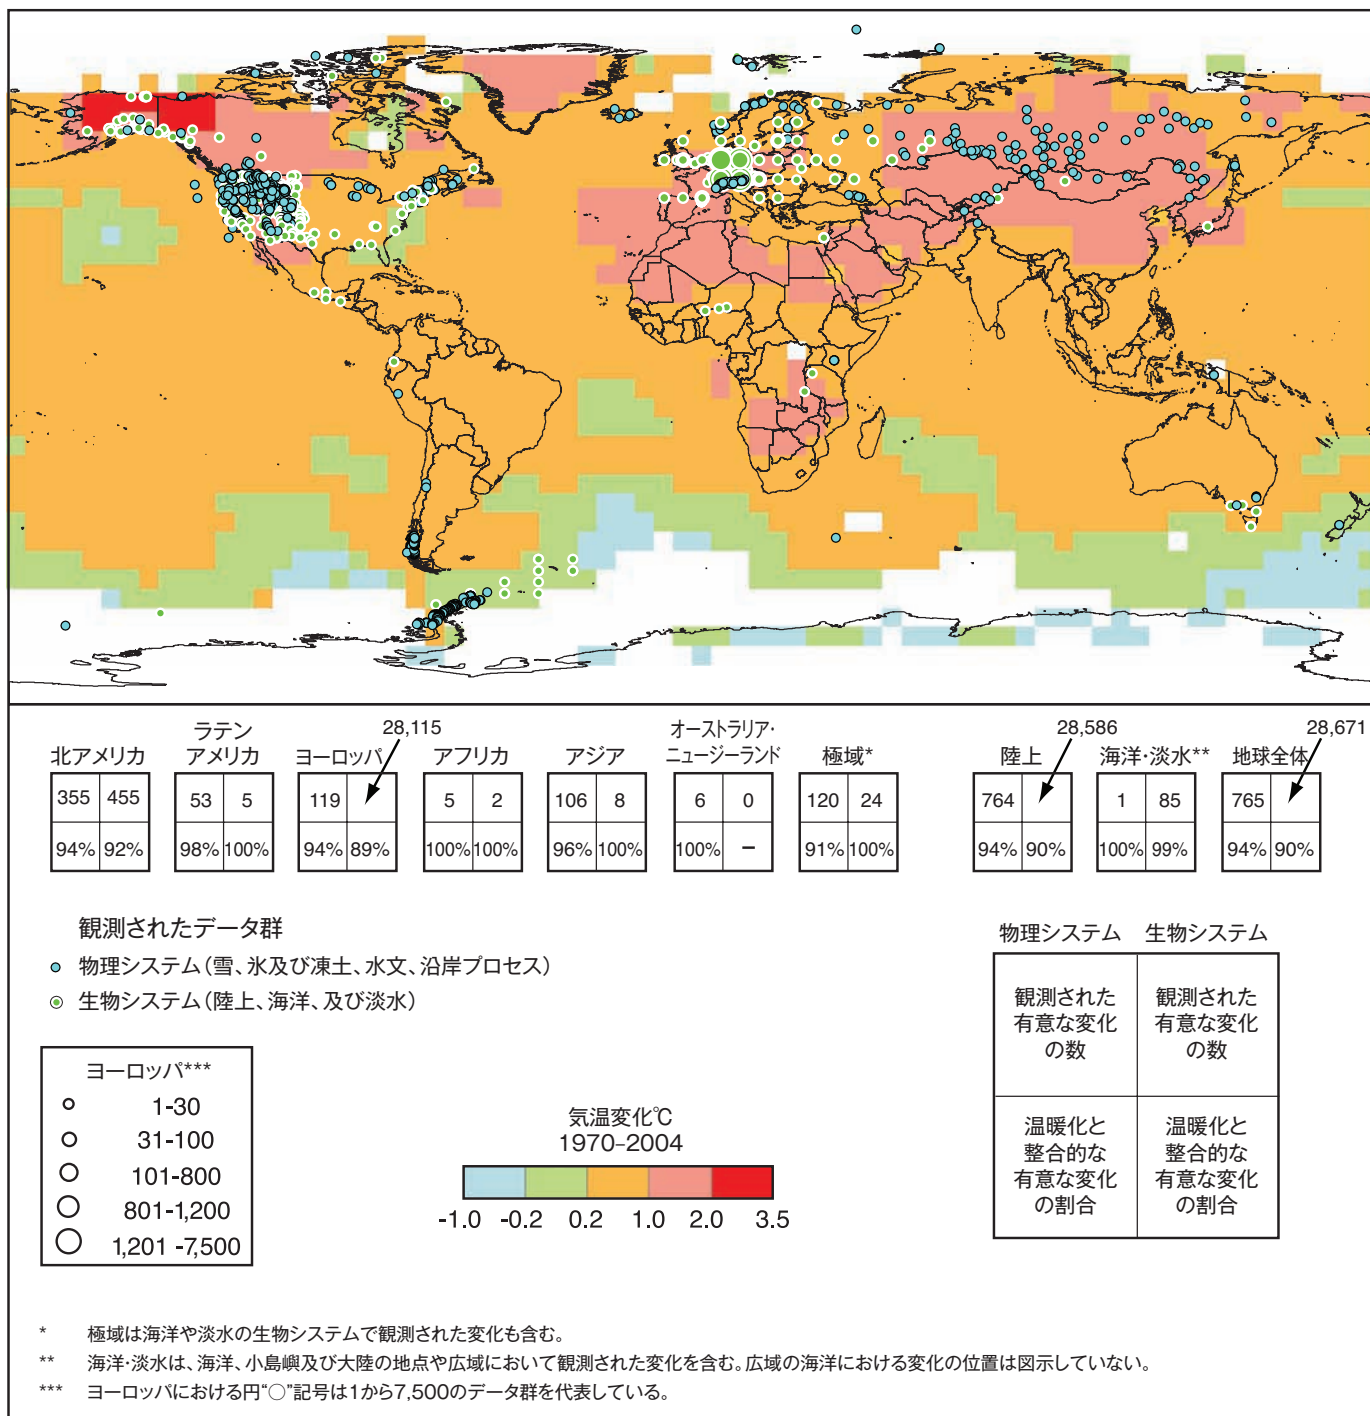 28,115
28,586
28,671
北アメリカ
ラテン
アメリカ
ヨーロッパ
アフリカ
アジア
オーストラリア・
ニュージーランド
極域*
陸上
海洋・淡水**
地球全体
355 455
53 5
119
5 2
106 8
6 0
120 24
764
1 85
765
94% 92%
98% 100%
94% 89%
100% 100%
96% 100%
100% –
91% 100%
94% 90%
100% 99%
94% 90%
観測されたデータ群
物理システム（雪、氷及び凍土、水文、沿岸プロセス）
生物システム（陸上、海洋、及び淡水）
ヨーロッパ***
1-30
31-100
101-800
801-1,200
1,201 -7,500
気温変化℃
1970–2004
-1.0 -0.2 0.2 1.0 2.0 3.5
物理システム 生物システム
観測された
有意な変化
の数
観測された
有意な変化
の数
温暖化と
整合的な
有意な変化
の割合
温暖化と
整合的な
有意な変化
の割合
* 極域は海洋や淡水の生物システムで観測された変化も含む。
** 海洋・淡水は、海洋、小島嶼及び大陸の地点や広域において観測された変化を含む。広域の海洋における変化の位置は図示していない。
*** ヨーロッパにおける円“○”記号は1から7,500のデータ群を代表している。